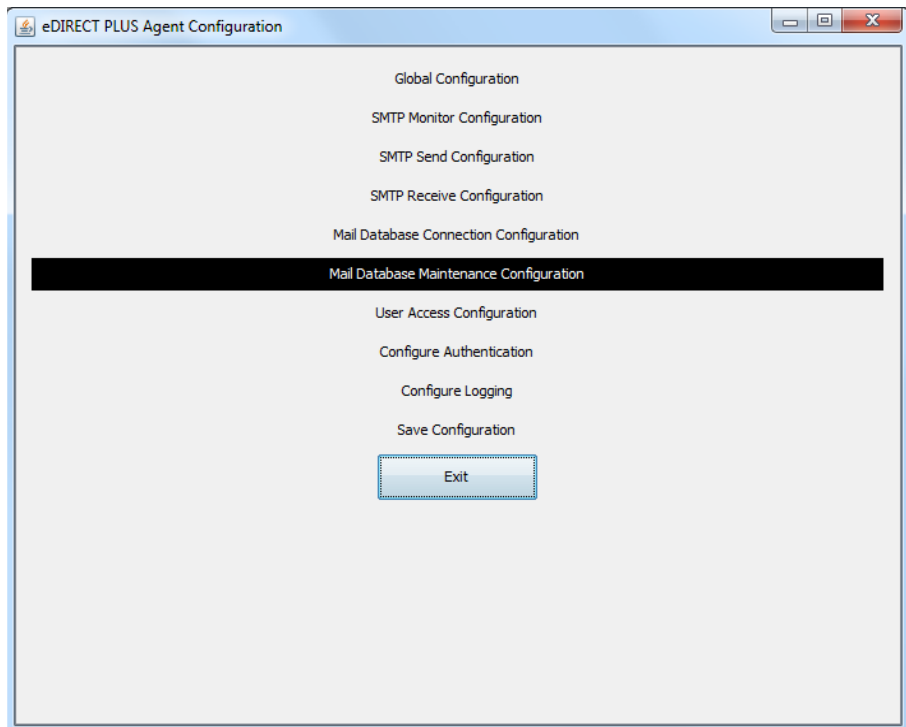 eDIRECT PLUS Agent Configuration
Global Configuration
SMTP Monitor Configuration
SMTP Send Configuration
SMTP Receive Configuration
Mail Database Connection Configuration
Mail Database Maintenance Configuration
User Access Configuration
Configure Authentication
Configure Logging
Save Configuration
Exit